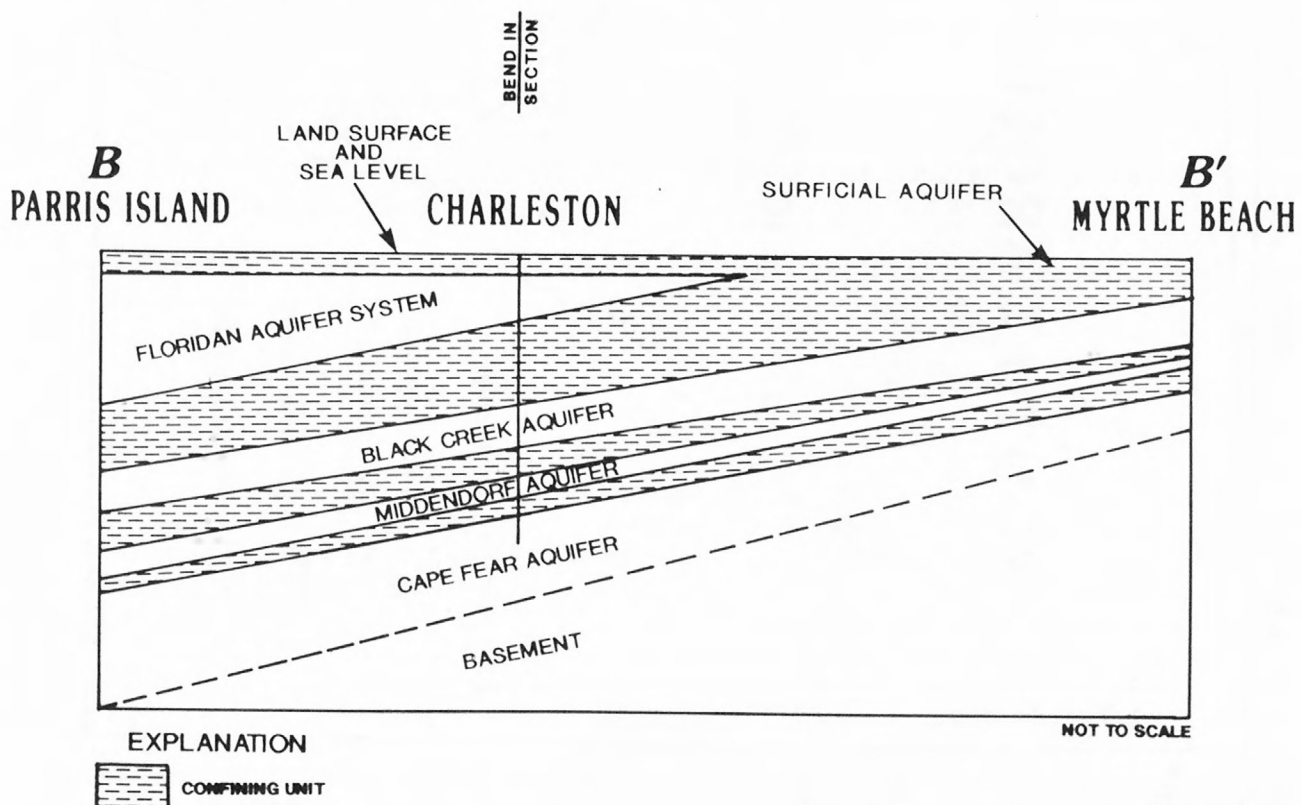 BEND IN
SECTION
LAND SURFACE
AND
SEA LEVEL
B
PARRIS ISLAND
CHARLESTON
SURFICIAL AQUIFER
B'
MYRTLE BEACH
FLORIDAN AQUIFER SYSTEM
BLACK CREEK AQUIFER
MIDDENDORF AQUIFER
CAPE FEAR AQUIFER
BASEMENT
NOT TO SCALE
EXPLANATION
CONFINING UNIT